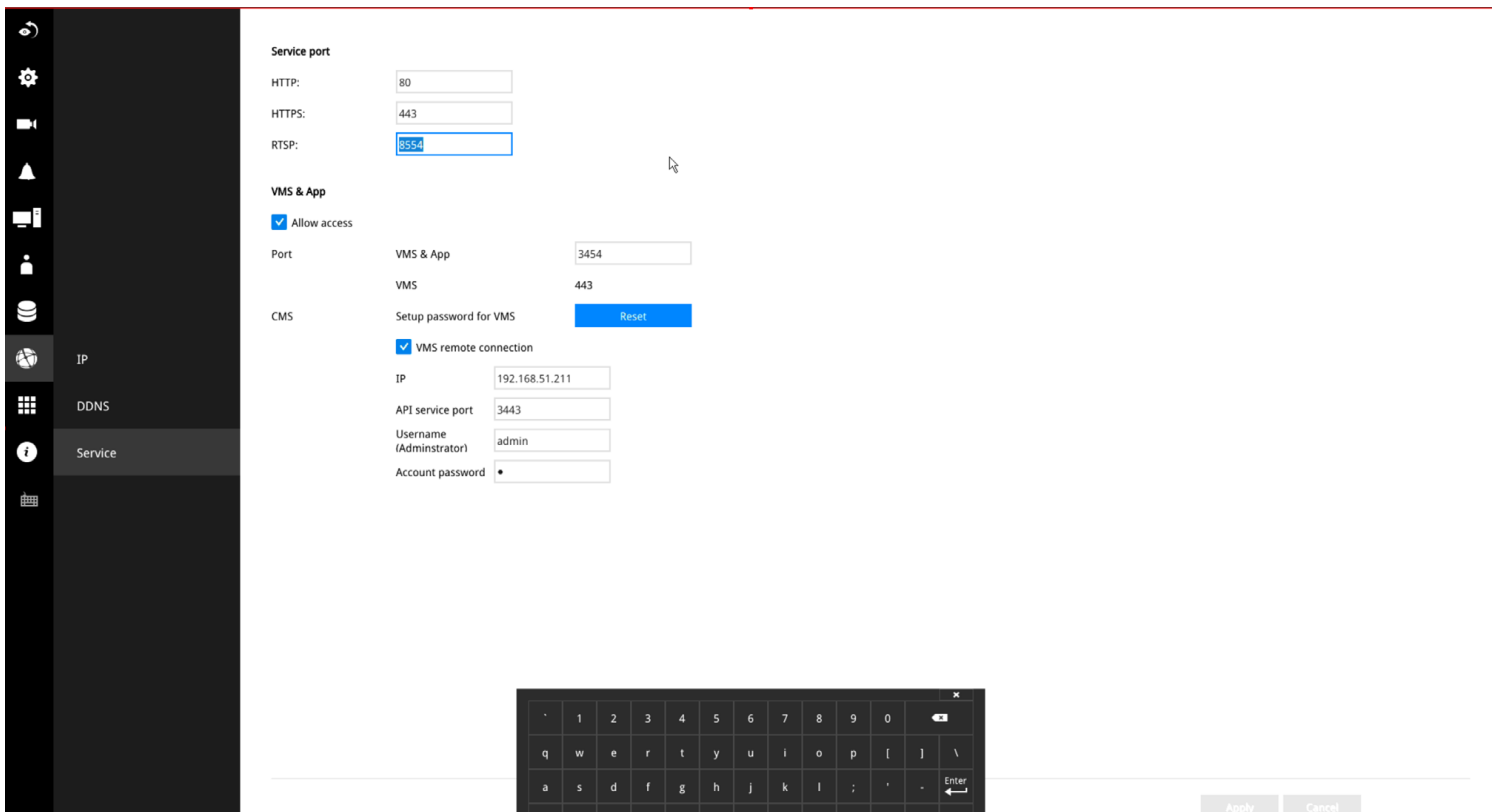 Service port
HTTP: 80
HTTPS: 443
RTSP: 8554
VMS & App
Allow access
Port VMS & App 3454
VMS 443
CMS Setup password for VMS Reset
VMS remote connection
IP 192.168.51.211
API service port 3443
Username
(Adminstrator) admin
Account password
IP
DDNS
Service
` 1 2 3 4 5 6 7 8 9 0
q w e r t y u i o p [ ] \
a s d f g h j k l ; ' - Enter
Apply Cancel